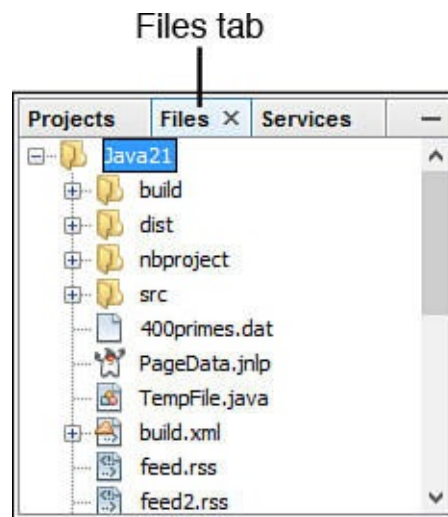 Files tab
Projects Files × Services —
Java21
build
dist
nbproject
src
400primes.dat
PageData.jnlp
TempFile.java
build.xml
feed.rss
feed2.rss